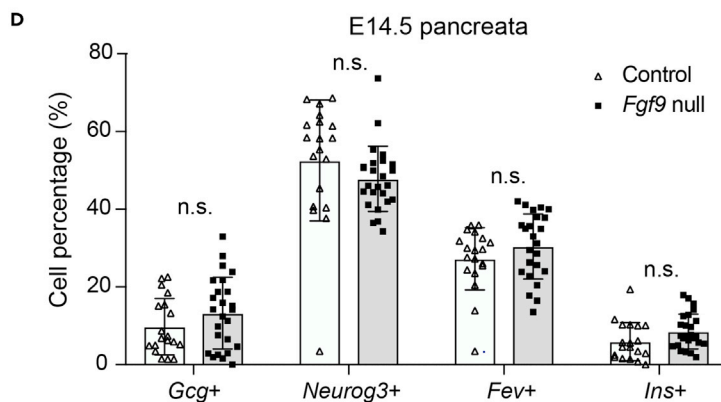 D
E14.5 pancreata
Cell percentage (%)
80
60
40
20
0
n.s.
n.s.
n.s.
n.s.
Control
Fgf9 null
Gcg+
Neurog3+
Fev+
Ins+